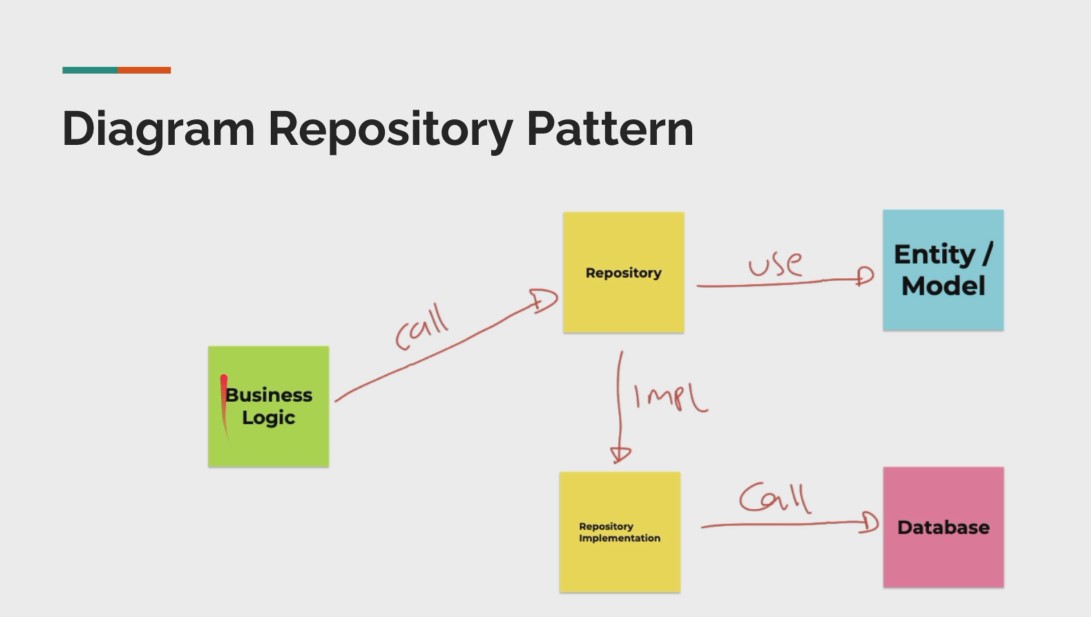 Diagram Repository Pattern
Repository
use
Entity /
Model
call
Business
Logic
Impl
Repository
Implementation
Call
Database